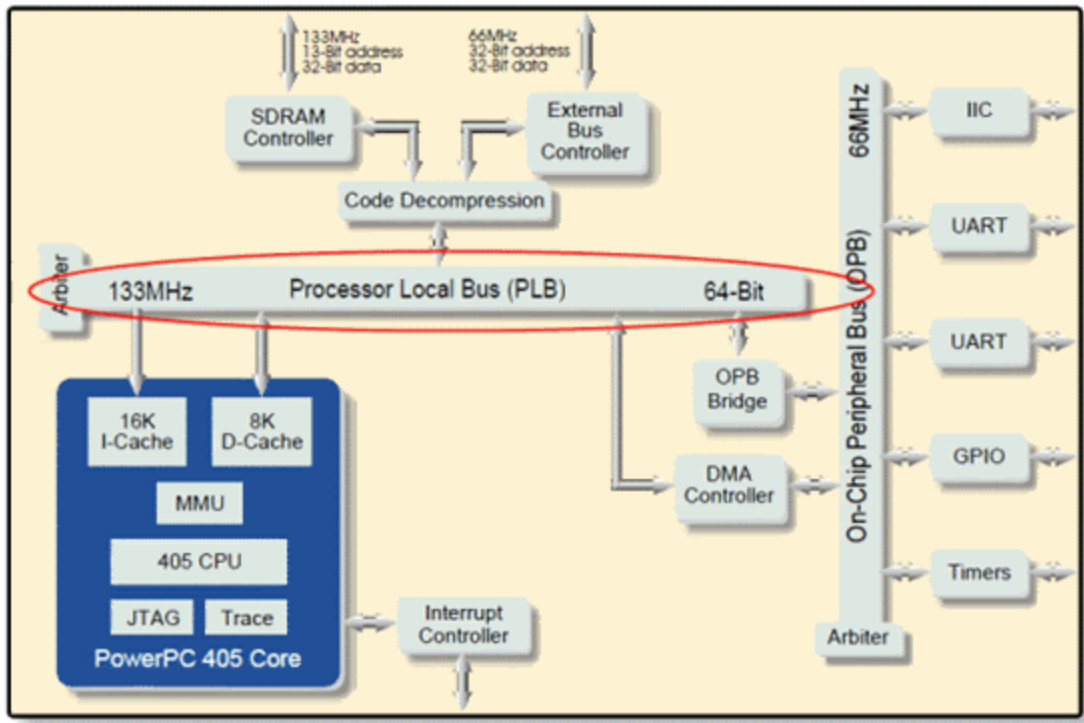 133MHz
13-Bit address
32-Bit data
66MHz
32-Bit address
32-Bit data
SDRAM
Controller
External
Bus
Controller
Code Decompression
Arbiter
133MHz
Processor Local Bus (PLB)
64-Bit
16K
I-Cache
8K
D-Cache
MMU
405 CPU
JTAG
Trace
PowerPC 405 Core
Interrupt
Controller
OPB
Bridge
DMA
Controller
On-Chip Peripheral Bus (OPB)
66MHz
Arbiter
IIC
UART
UART
GPIO
Timers